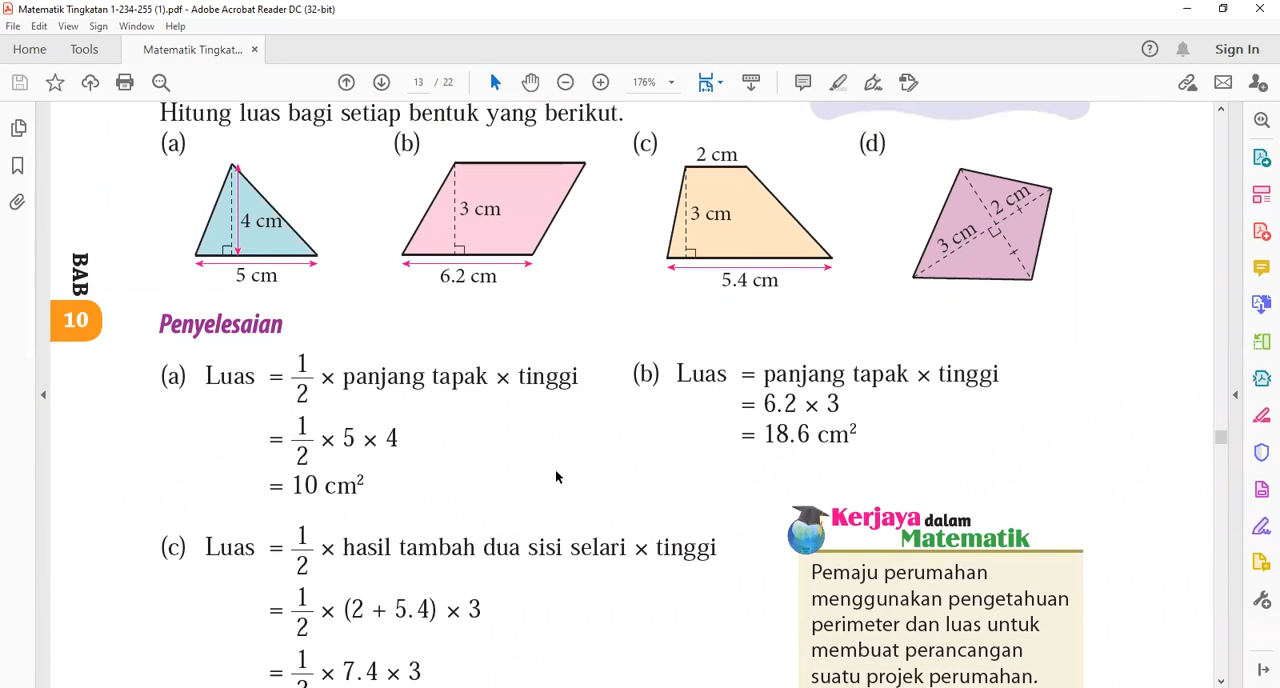 Matematik Tingkatan 1-234-255 (1).pdf - Adobe Acrobat Reader DC (32-bit)
File Edit View Sign Window Help
Home Tools Matematik Tingkat... × Sign In
13 / 22 176%
Hitung luas bagi setiap bentuk yang berikut.
(a) (b) (c) (d)
4 cm
5 cm
3 cm
6.2 cm
2 cm
3 cm
5.4 cm
2 cm
3 cm
BAB
10
Penyelesaian
(a) Luas = 1/2 × panjang tapak × tinggi
= 1/2 × 5 × 4
= 10 cm²
(b) Luas = panjang tapak × tinggi
= 6.2 × 3
= 18.6 cm²
(c) Luas = 1/2 × hasil tambah dua sisi selari × tinggi
= 1/2 × (2 + 5.4) × 3
= 1/2 × 7.4 × 3
Kerjaya dalam
Matematik
Pemaju perumahan
menggunakan pengetahuan
perimeter dan luas untuk
membuat perancangan
suatu projek perumahan.